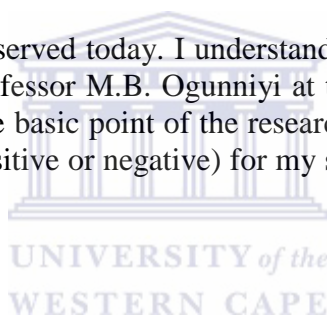 served today. I understand
fessor M.B. Ogunniyi at
basic point of the resear
sitive or negative) for my
UNIVERSITY of the
WESTERN CAPE